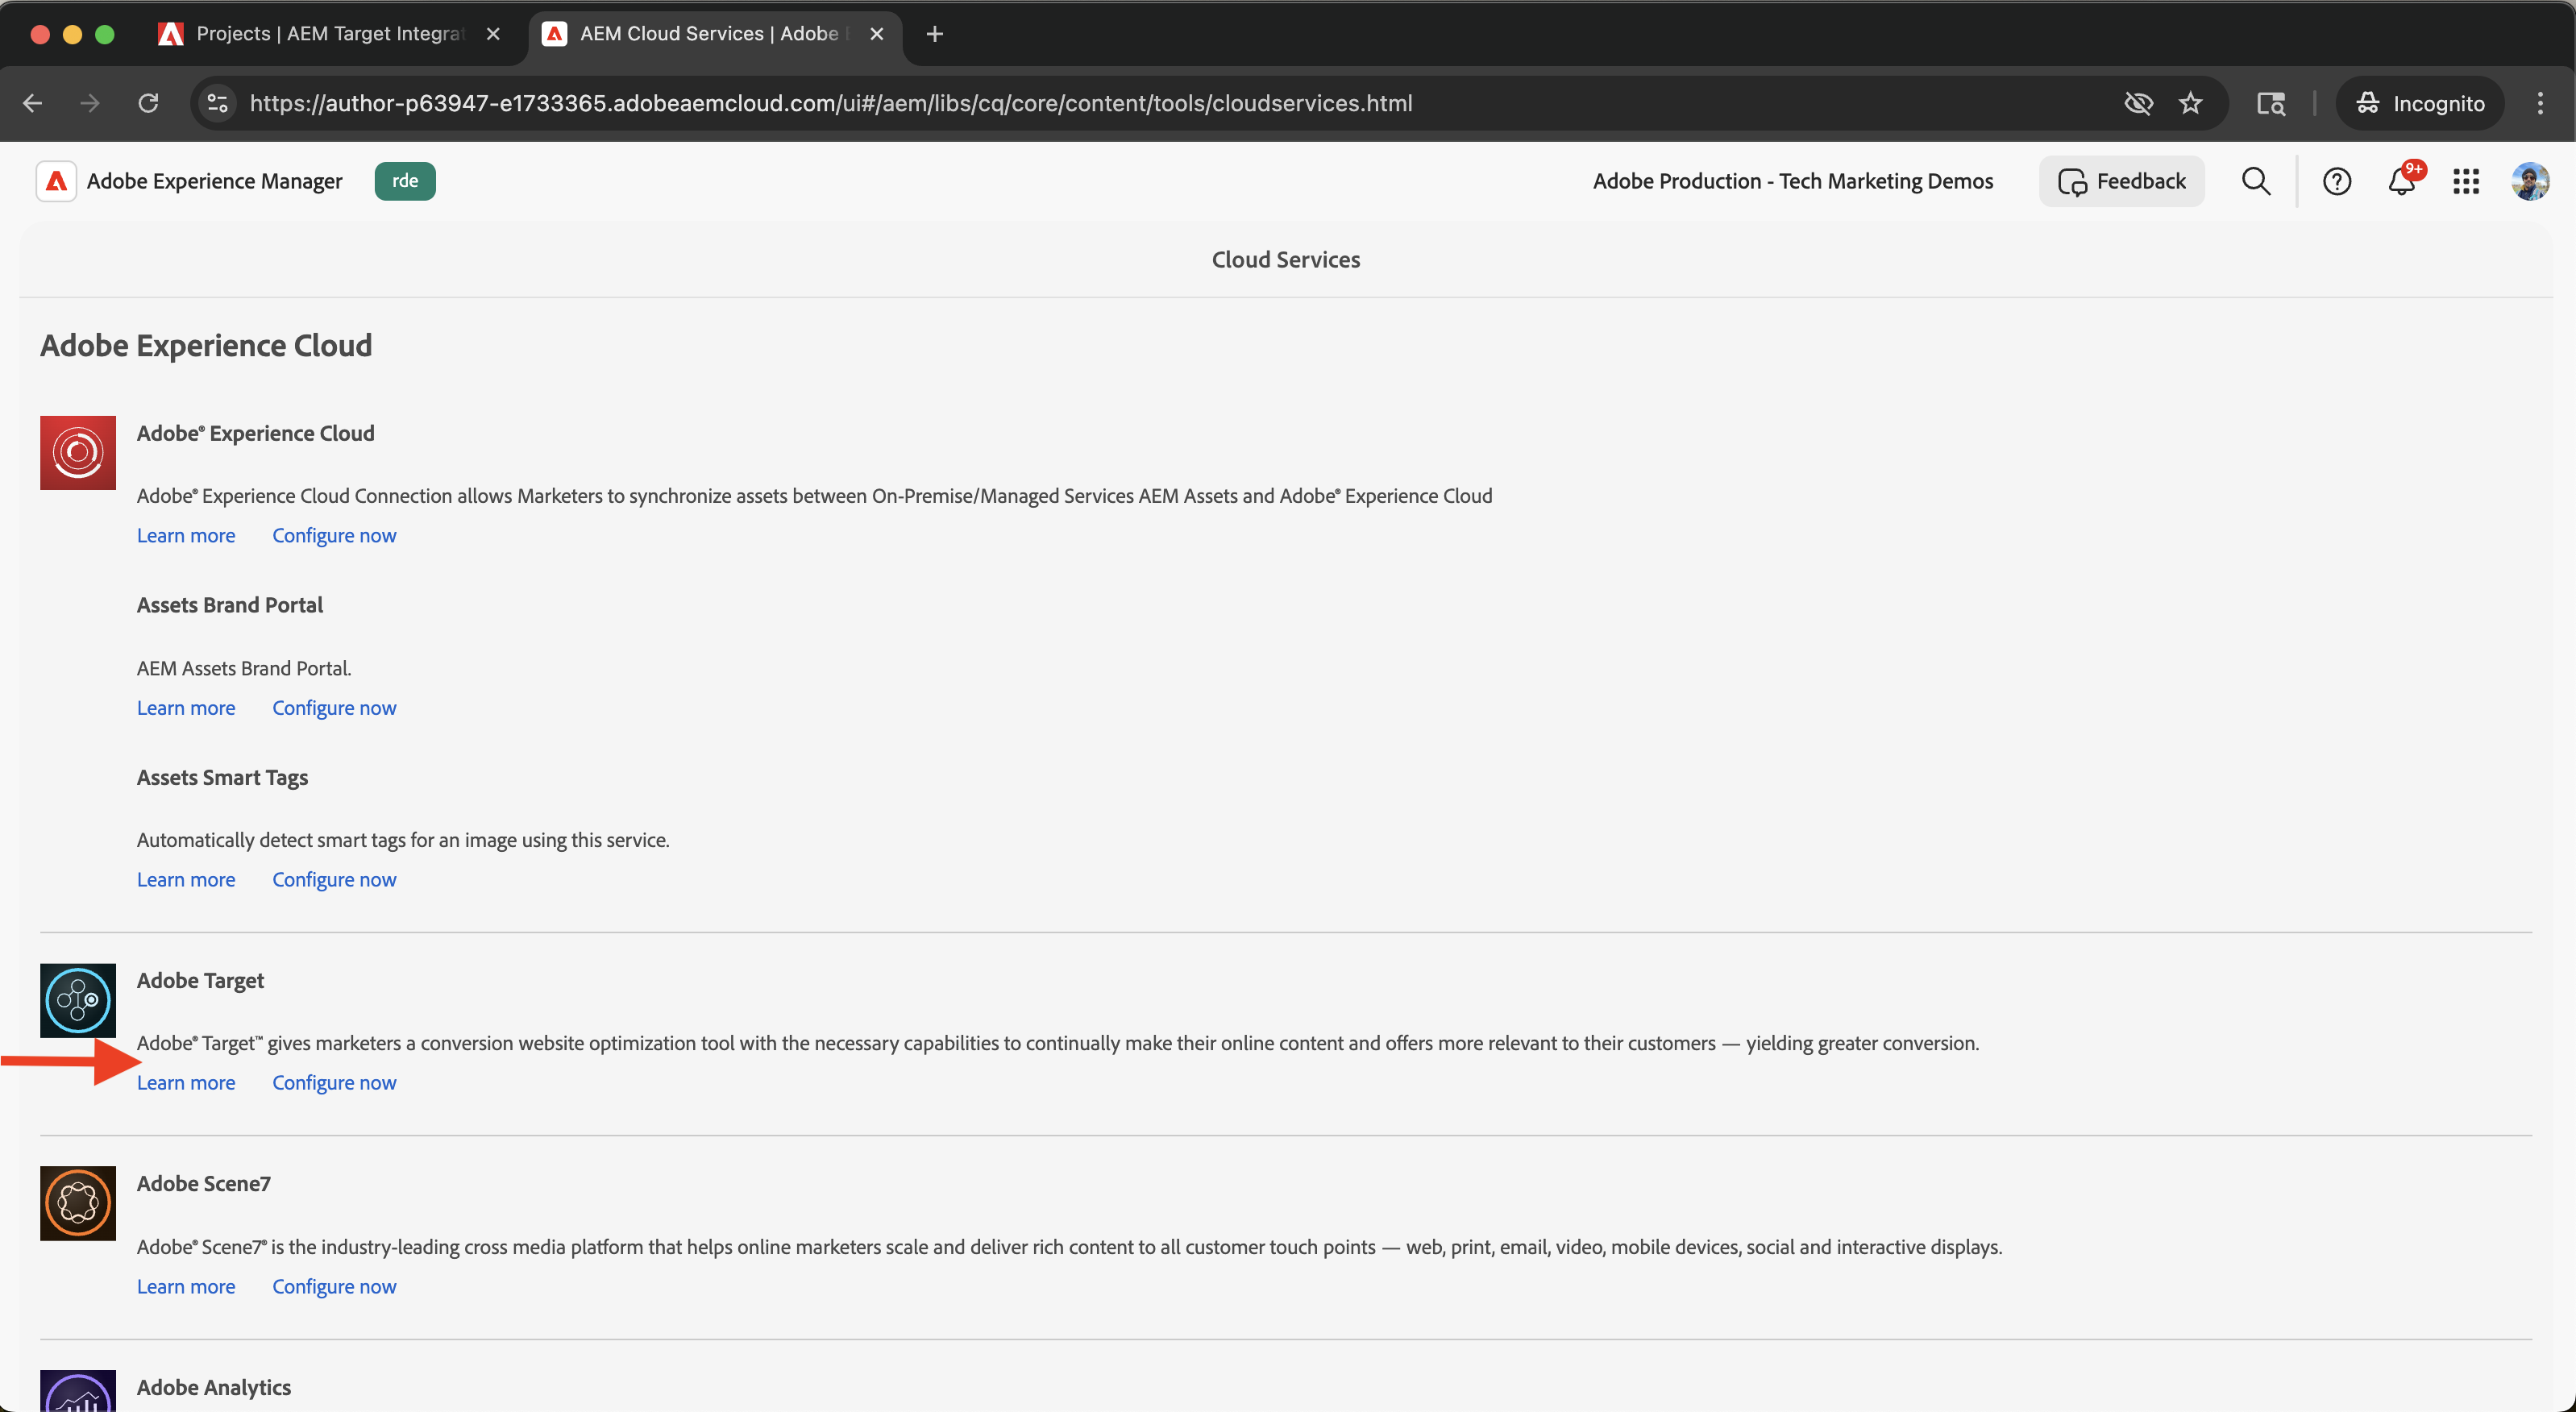 Projects | AEM Target Integrat
AEM Cloud Services | Adobe E
https://author-p63947-e1733365.adobeaemcloud.com/ui#/aem/libs/cq/core/content/tools/cloudservices.html
Incognito
Adobe Experience Manager
rde
Adobe Production - Tech Marketing Demos
Feedback
9+
Cloud Services
Adobe Experience Cloud
Adobe® Experience Cloud
Adobe® Experience Cloud Connection allows Marketers to synchronize assets between On-Premise/Managed Services AEM Assets and Adobe® Experience Cloud
Learn more Configure now
Assets Brand Portal
AEM Assets Brand Portal.
Learn more Configure now
Assets Smart Tags
Automatically detect smart tags for an image using this service.
Learn more Configure now
Adobe Target
Adobe® Target™ gives marketers a conversion website optimization tool with the necessary capabilities to continually make their online content and offers more relevant to their customers — yielding greater conversion.
Learn more Configure now
Adobe Scene7
Adobe® Scene7® is the industry-leading cross media platform that helps online marketers scale and deliver rich content to all customer touch points — web, print, email, video, mobile devices, social and interactive displays.
Learn more Configure now
Adobe Analytics